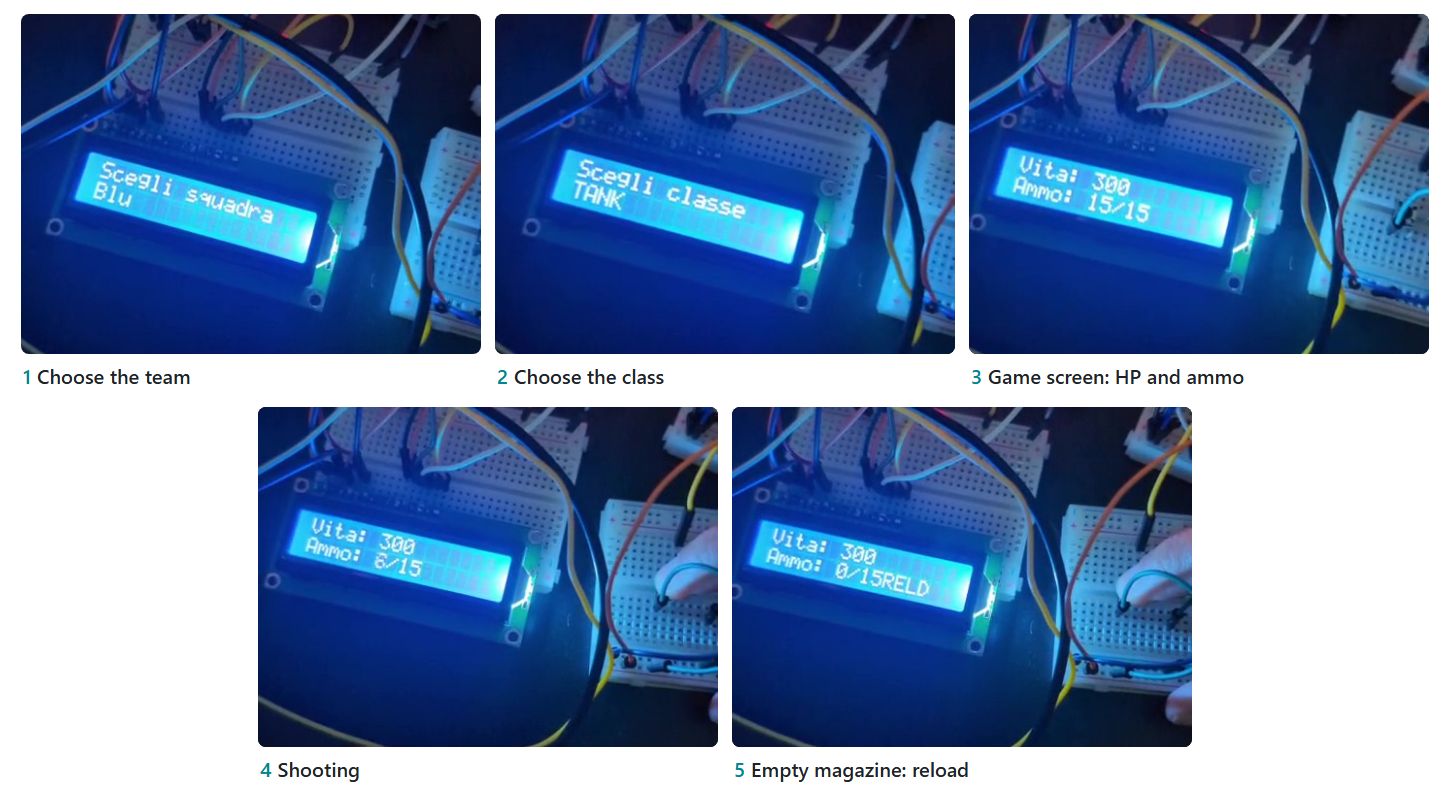 Scegli squadra
Blu
1 Choose the team
Scegli classe
TANK
2 Choose the class
Vita: 300
Ammo: 15/15
3 Game screen: HP and ammo
Vita: 300
Ammo: 6/15
4 Shooting
Vita: 300
Ammo: 0/15RELD
5 Empty magazine: reload